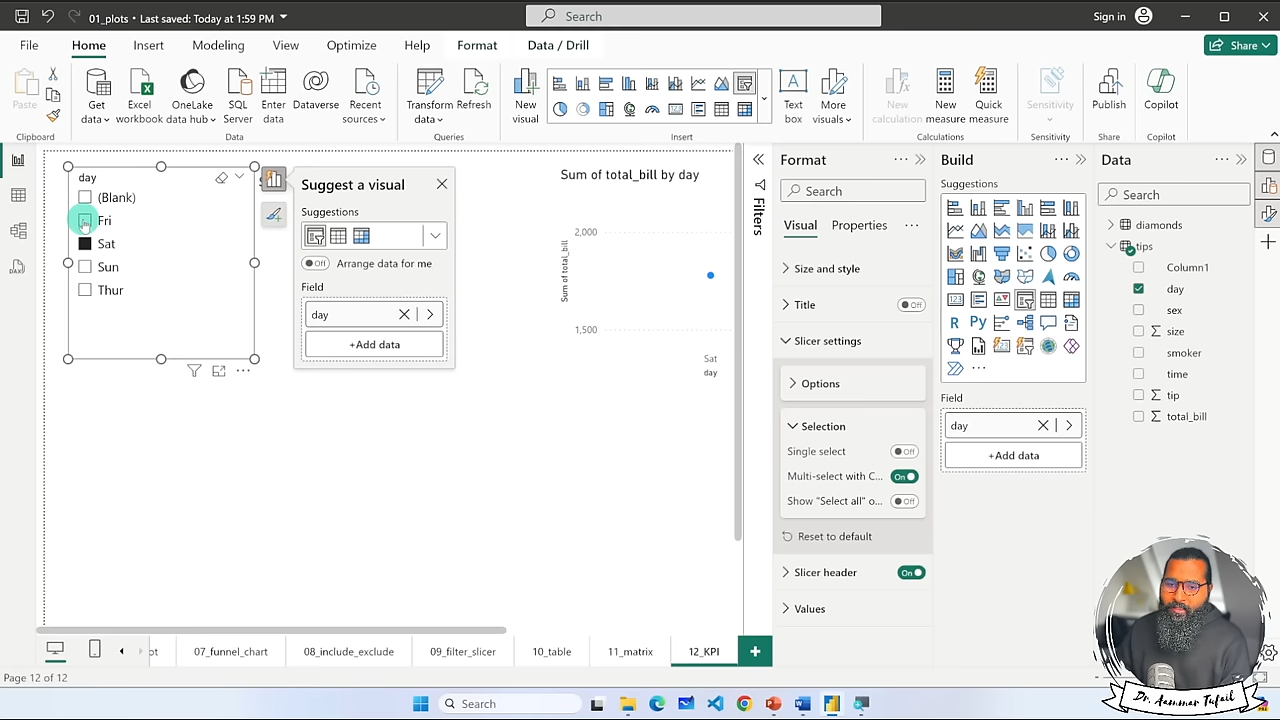 01_plots • Last saved: Today at 1:59 PM
Search
Sign in
File
Home
Insert
Modeling
View
Optimize
Help
Format
Data / Drill
Share
Paste
Get data
Excel workbook
OneLake data hub
SQL Server
Enter data
Dataverse
Recent sources
Transform data
Refresh
New visual
Text box
More visuals
New calculation
New measure
Quick measure
Sensitivity
Publish
Copilot
Clipboard
Data
Queries
Insert
Calculations
Sensitivity
Share
Copilot
day
(Blank)
Fri
Sat
Sun
Thur
Suggest a visual
Suggestions
Off
Arrange data for me
Field
day
+Add data
Sum of total_bill by day
2,000
1,500
Sum of total_bill
Sat
day
Filters
Format
Search
Visual
Properties
Size and style
Title
Off
Slicer settings
Options
Selection
Single select
Off
Multi-select with C...
On
Show "Select all" o...
Off
Reset to default
Slicer header
On
Values
Build
Suggestions
R
Py
123
Field
day
+Add data
Data
Search
diamonds
tips
Column1
day
sex
Σ size
smoker
time
Σ tip
Σ total_bill
07_funnel_chart
08_include_exclude
09_filter_slicer
10_table
11_matrix
12_KPI
Page 12 of 12
Search
Dr. Aammar Tufail